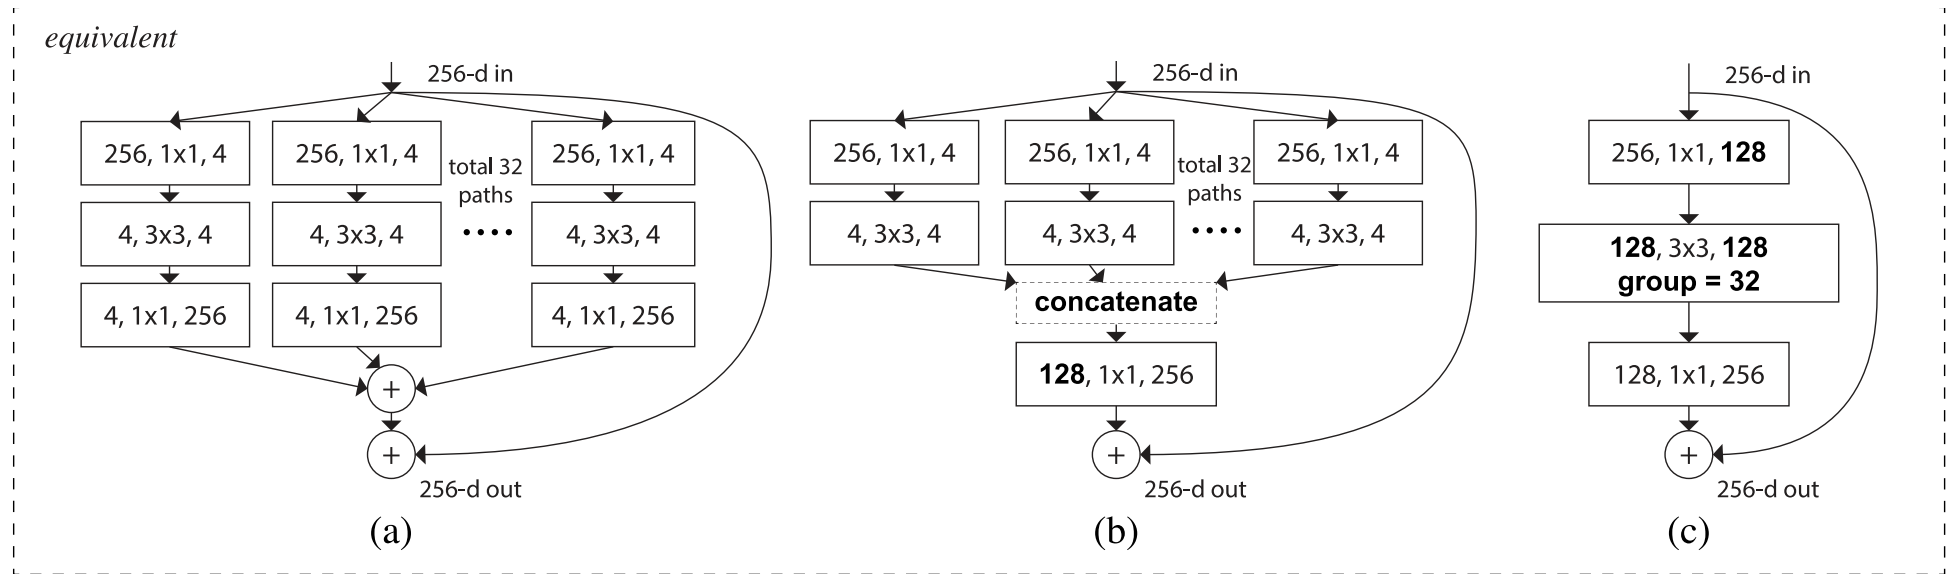 equivalent
256-d in
256, 1x1, 4
256, 1x1, 4
total 32
paths
256, 1x1, 4
4, 3x3, 4
4, 3x3, 4
....
4, 3x3, 4
4, 1x1, 256
4, 1x1, 256
4, 1x1, 256
+
+
256-d out
(a)
256-d in
256, 1x1, 4
256, 1x1, 4
total 32
paths
256, 1x1, 4
4, 3x3, 4
4, 3x3, 4
....
4, 3x3, 4
concatenate
128, 1x1, 256
+
256-d out
(b)
256-d in
256, 1x1, 128
128, 3x3, 128
group = 32
128, 1x1, 256
+
256-d out
(c)